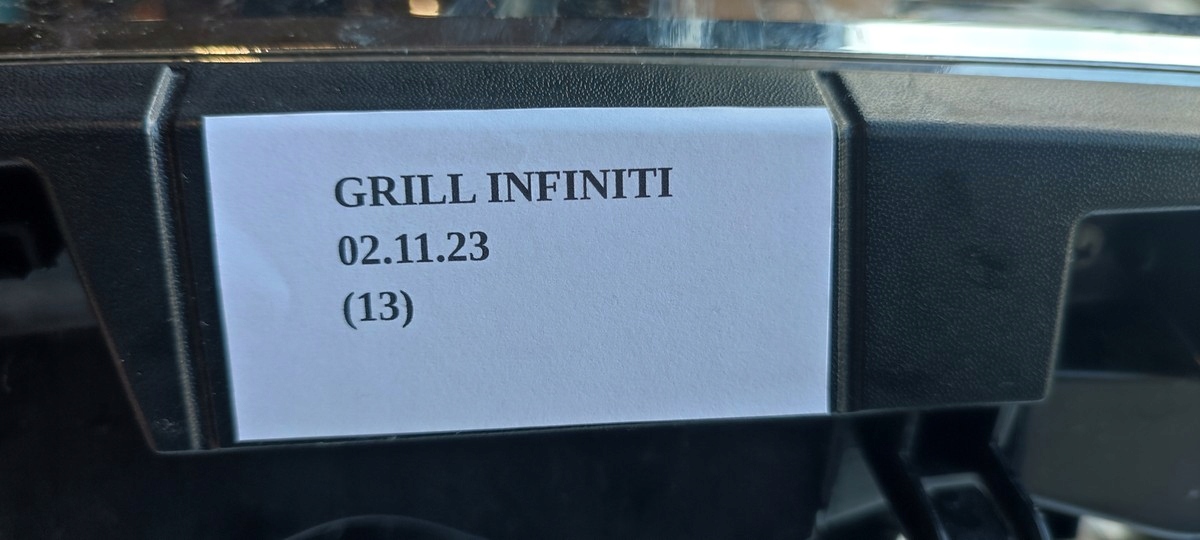 GRILL INFINITI
02.11.23
(13)